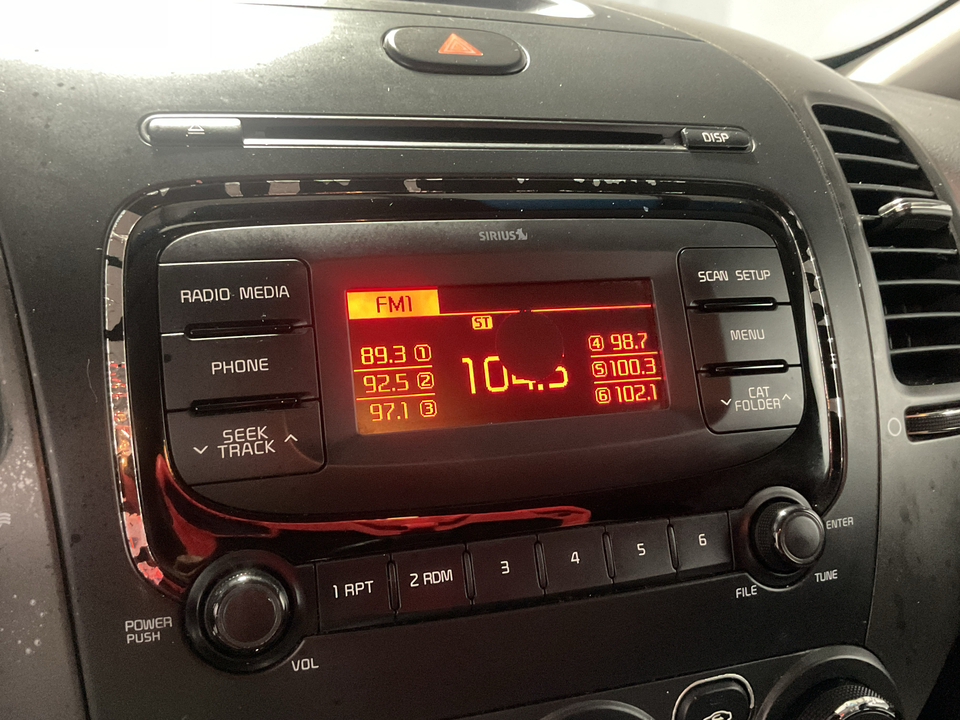 DISP
SIRIUS
RADIO MEDIA
PHONE
SEEK
TRACK
FM1
ST
89.3 1
92.5 2
97.1 3
4 98.7
5 100.3
6 102.1
SCAN SETUP
MENU
CAT
FOLDER
1 RPT
2 RDM
3
4
5
6
POWER
PUSH
VOL
ENTER
FILE
TUNE